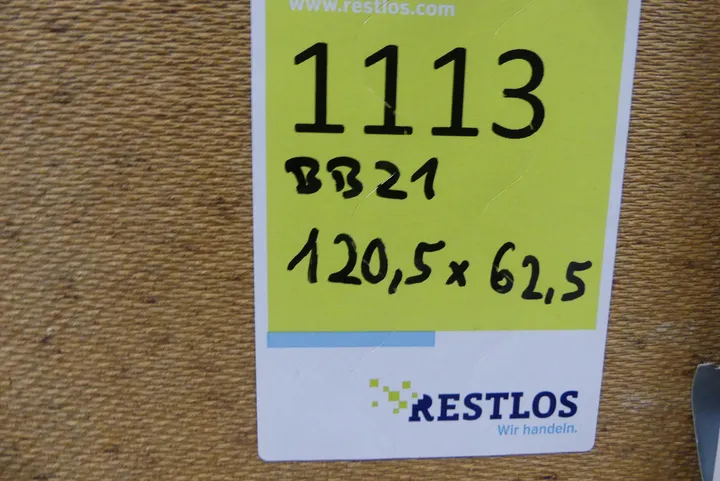 www.restlos.com
1113
BB21
120,5 x 62,5
RESTLOS
Wir handeln.